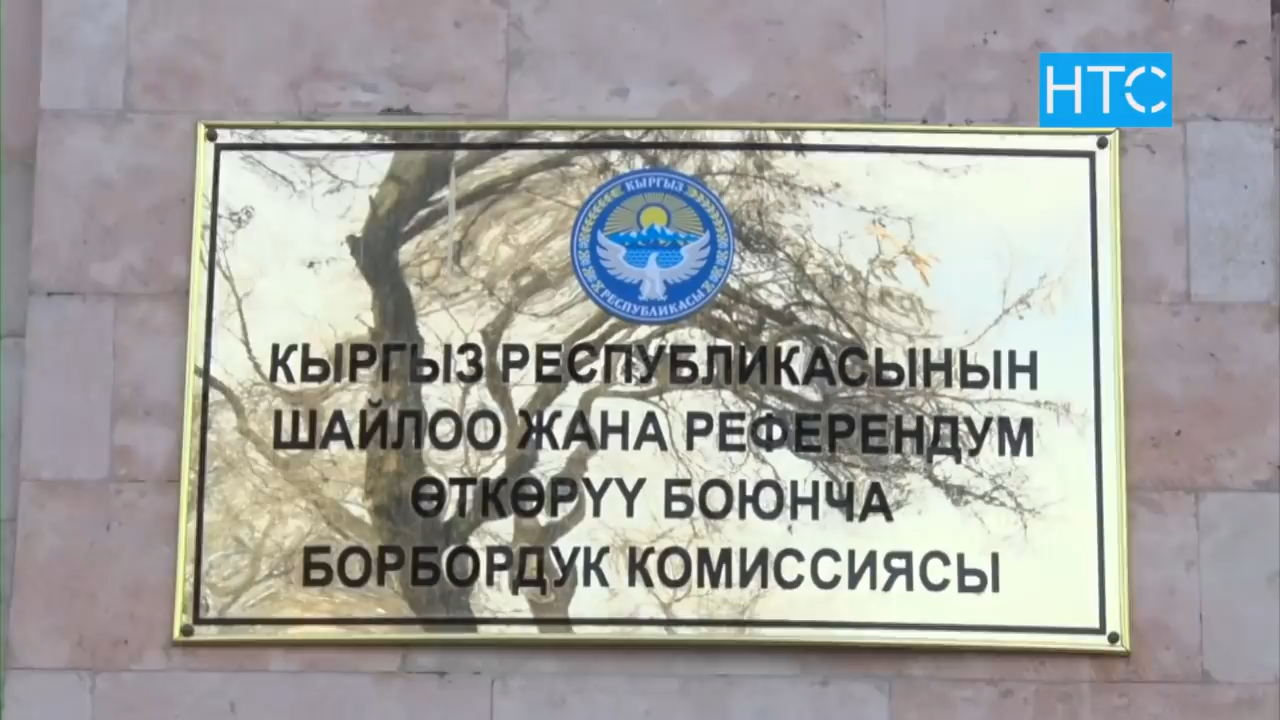 НТС
КЫРГЫЗ
РЕСПУБЛИКАСЫ
КЫРГЫЗ РЕСПУБЛИКАСЫНЫН
ШАЙЛОО ЖАНА РЕФЕРЕНДУМ
ӨТКӨРҮҮ БОЮНЧА
БОРБОРДУК КОМИССИЯСЫ